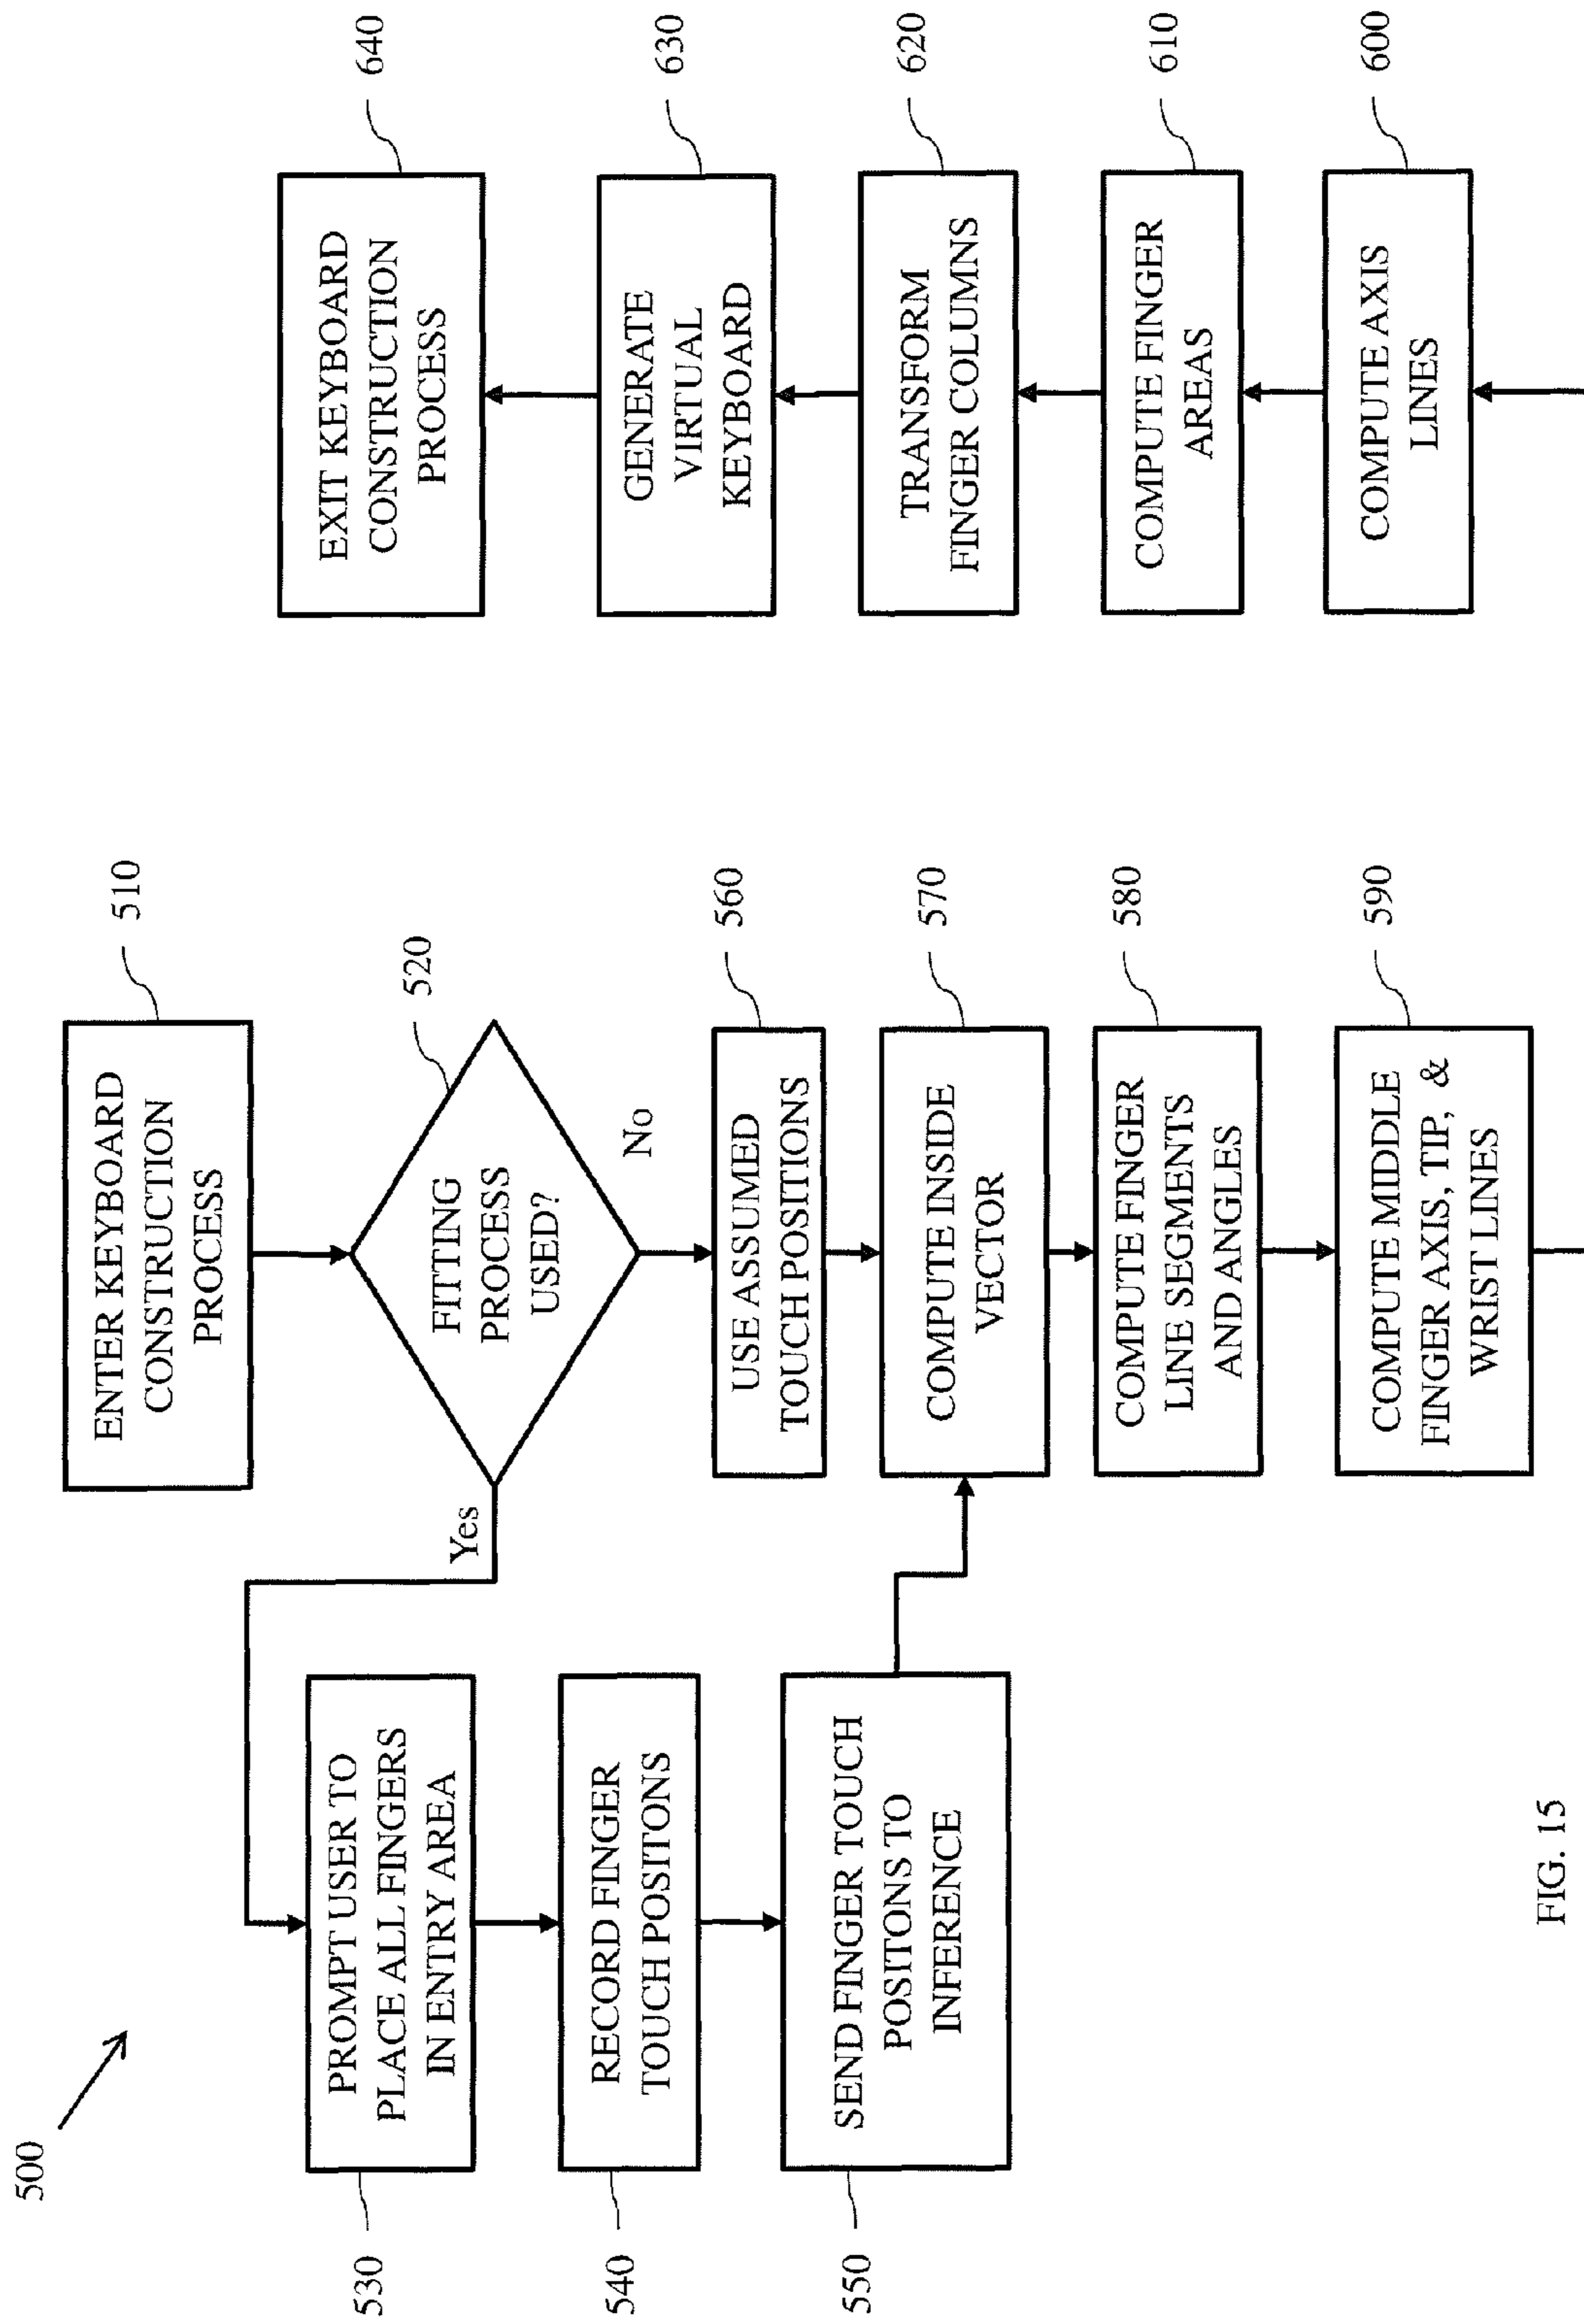 500
ENTER KEYBOARD
CONSTRUCTION
PROCESS
510
FITTING
PROCESS
USED?
520
Yes
No
PROMPT USER TO
PLACE ALL FINGERS
IN ENTRY AREA
530
RECORD FINGER
TOUCH POSITONS
540
SEND FINGER TOUCH
POSITONS TO
INFERENCE
550
USE ASSUMED
TOUCH POSITIONS
560
COMPUTE INSIDE
VECTOR
570
COMPUTE FINGER
LINE SEGMENTS
AND ANGLES
580
COMPUTE MIDDLE
FINGER AXIS, TIP, &
WRIST LINES
590
COMPUTE AXIS
LINES
600
COMPUTE FINGER
AREAS
610
TRANSFORM
FINGER COLUMNS
620
GENERATE
VIRTUAL
KEYBOARD
630
EXIT KEYBOARD
CONSTRUCTION
PROCESS
640
FIG. 15